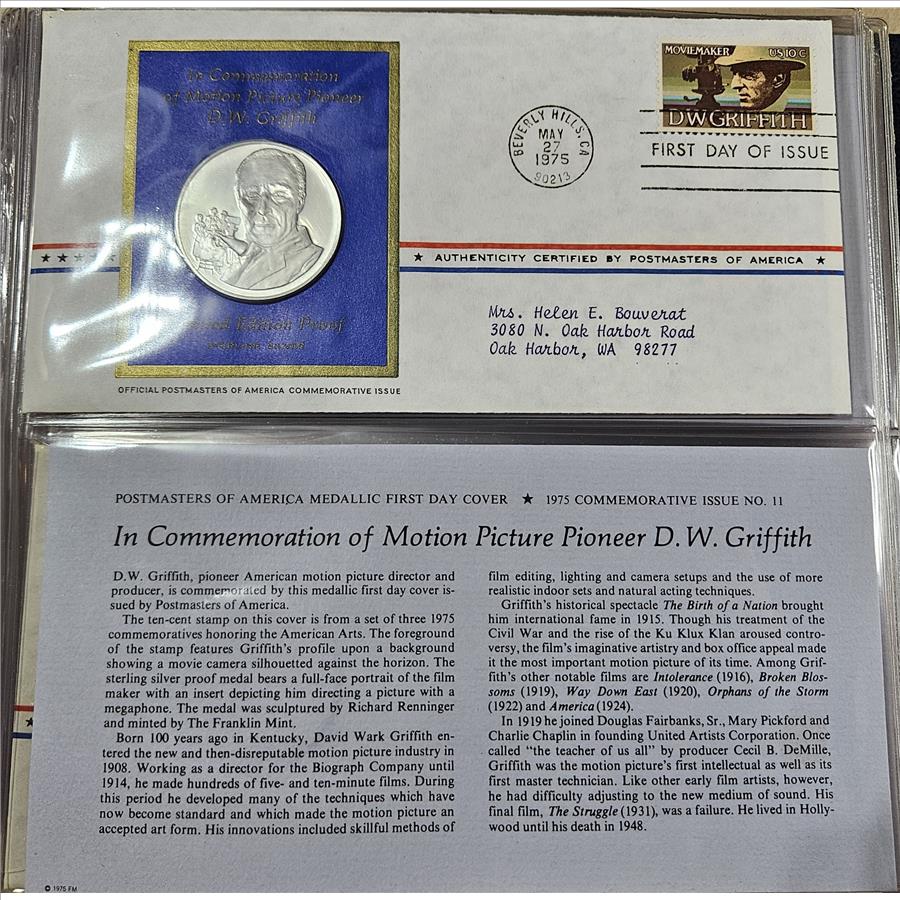 In Commemoration
of Motion Picture Pioneer
D.W. Griffith
Edition Proof
MOVIEMAKER US 10 C
D W GRIFFITH
BEVERLY HILLS, CA
MAY
27
1975
90213
FIRST DAY OF ISSUE
★ AUTHENTICITY CERTIFIED BY POSTMASTERS OF AMERICA ★
Mrs. Helen E. Bouverat
3080 N. Oak Harbor Road
Oak Harbor, WA 98277
OFFICIAL POSTMASTERS OF AMERICA COMMEMORATIVE ISSUE
POSTMASTERS OF AMERICA MEDALLIC FIRST DAY COVER ★ 1975 COMMEMORATIVE ISSUE NO. 11
In Commemoration of Motion Picture Pioneer D. W. Griffith
D.W. Griffith, pioneer American motion picture director and
producer, is commemorated by this medallic first day cover is-
sued by Postmasters of America.
The ten-cent stamp on this cover is from a set of three 1975
commemoratives honoring the American Arts. The foreground
of the stamp features Griffith's profile upon a background
showing a movie camera silhouetted against the horizon. The
sterling silver proof medal bears a full-face portrait of the film
maker with an insert depicting him directing a picture with a
megaphone. The medal was sculptured by Richard Renninger
and minted by The Franklin Mint.
Born 100 years ago in Kentucky, David Wark Griffith en-
tered the new and then-disreputable motion picture industry in
1908. Working as a director for the Biograph Company until
1914, he made hundreds of five- and ten-minute films. During
this period he developed many of the techniques which have
now become standard and which made the motion picture an
accepted art form. His innovations included skillful methods of
film editing, lighting and camera setups and the use of more
realistic indoor sets and natural acting techniques.
Griffith's historical spectacle The Birth of a Nation brought
him international fame in 1915. Though his treatment of the
Civil War and the rise of the Ku Klux Klan aroused contro-
versy, the film's imaginative artistry and box office appeal made
it the most important motion picture of its time. Among Grif-
fith's other notable films are Intolerance (1916), Broken Blos-
soms (1919), Way Down East (1920), Orphans of the Storm
(1922) and America (1924).
In 1919 he joined Douglas Fairbanks, Sr., Mary Pickford and
Charlie Chaplin in founding United Artists Corporation. Once
called "the teacher of us all" by producer Cecil B. DeMille,
Griffith was the motion picture's first intellectual as well as its
first master technician. Like other early film artists, however,
he had difficulty adjusting to the new medium of sound. His
final film, The Struggle (1931), was a failure. He lived in Holly-
wood until his death in 1948.
© 1975 FM